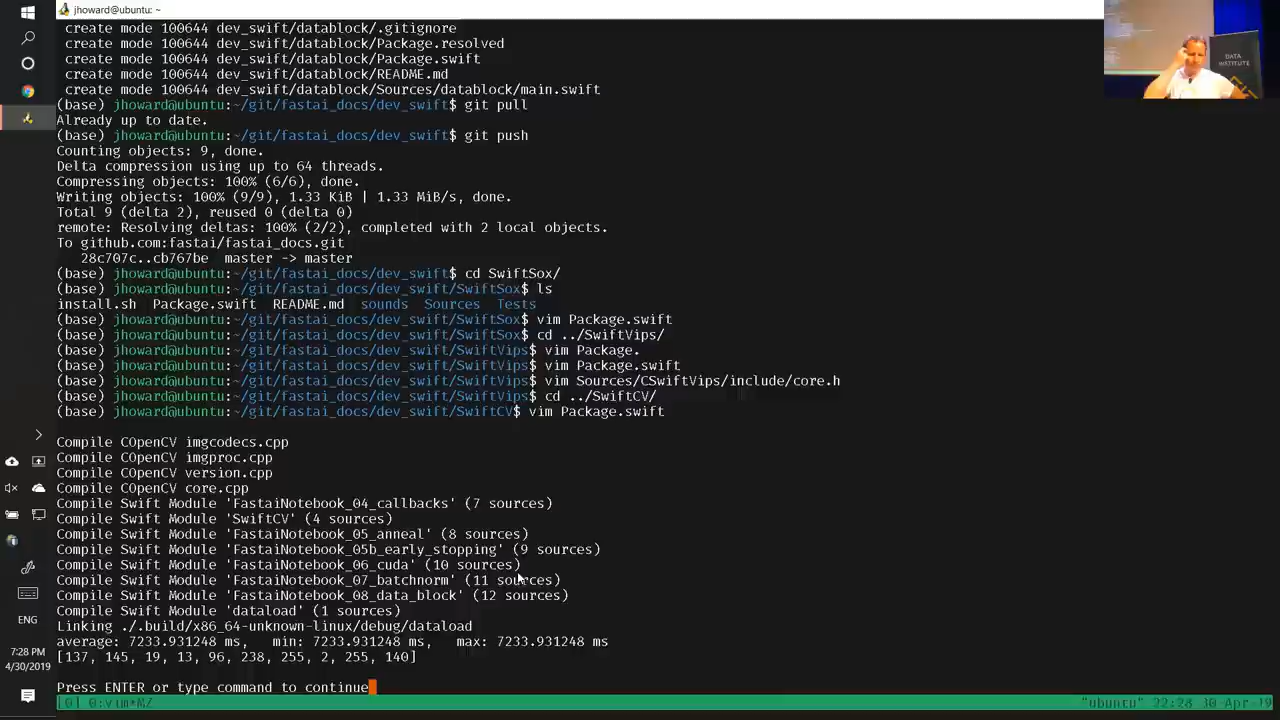 jhoward@ubuntu: ~
create mode 100644 dev_swift/datablock/.gitignore
create mode 100644 dev_swift/datablock/Package.resolved
create mode 100644 dev_swift/datablock/Package.swift
create mode 100644 dev_swift/datablock/README.md
create mode 100644 dev_swift/datablock/Sources/datablock/main.swift
(base) jhoward@ubuntu:~/git/fastai_docs/dev_swift$ git pull
Already up to date.
(base) jhoward@ubuntu:~/git/fastai_docs/dev_swift$ git push
Counting objects: 9, done.
Delta compression using up to 64 threads.
Compressing objects: 100% (6/6), done.
Writing objects: 100% (9/9), 1.33 KiB | 1.33 MiB/s, done.
Total 9 (delta 2), reused 0 (delta 0)
remote: Resolving deltas: 100% (2/2), completed with 2 local objects.
To github.com:fastai/fastai_docs.git
28c707c..cb767be master -> master
(base) jhoward@ubuntu:~/git/fastai_docs/dev_swift$ cd SwiftSox/
(base) jhoward@ubuntu:~/git/fastai_docs/dev_swift/SwiftSox$ ls
install.sh Package.swift README.md sounds Sources Tests
(base) jhoward@ubuntu:~/git/fastai_docs/dev_swift/SwiftSox$ vim Package.swift
(base) jhoward@ubuntu:~/git/fastai_docs/dev_swift/SwiftSox$ cd ../SwiftVips/
(base) jhoward@ubuntu:~/git/fastai_docs/dev_swift/SwiftVips$ vim Package.
(base) jhoward@ubuntu:~/git/fastai_docs/dev_swift/SwiftVips$ vim Package.swift
(base) jhoward@ubuntu:~/git/fastai_docs/dev_swift/SwiftVips$ vim Sources/CSwiftVips/include/core.h
(base) jhoward@ubuntu:~/git/fastai_docs/dev_swift/SwiftVips$ cd ../SwiftCV/
(base) jhoward@ubuntu:~/git/fastai_docs/dev_swift/SwiftCV$ vim Package.swift
Compile COpenCV imgcodecs.cpp
Compile COpenCV imgproc.cpp
Compile COpenCV version.cpp
Compile COpenCV core.cpp
Compile Swift Module 'FastaiNotebook_04_callbacks' (7 sources)
Compile Swift Module 'SwiftCV' (4 sources)
Compile Swift Module 'FastaiNotebook_05_anneal' (8 sources)
Compile Swift Module 'FastaiNotebook_05b_early_stopping' (9 sources)
Compile Swift Module 'FastaiNotebook_06_cuda' (10 sources)
Compile Swift Module 'FastaiNotebook_07_batchnorm' (11 sources)
Compile Swift Module 'FastaiNotebook_08_data_block' (12 sources)
Compile Swift Module 'dataload' (1 sources)
Linking ./.build/x86_64-unknown-linux/debug/dataload
average: 7233.931248 ms, min: 7233.931248 ms, max: 7233.931248 ms
[137, 145, 19, 13, 96, 238, 255, 2, 255, 140]
Press ENTER or type command to continue
[0] 0:vim*MZ "ubuntu" 22:28 30-Apr-19
ENG
7:28 PM
4/30/2019
DATA
INSTITUTE